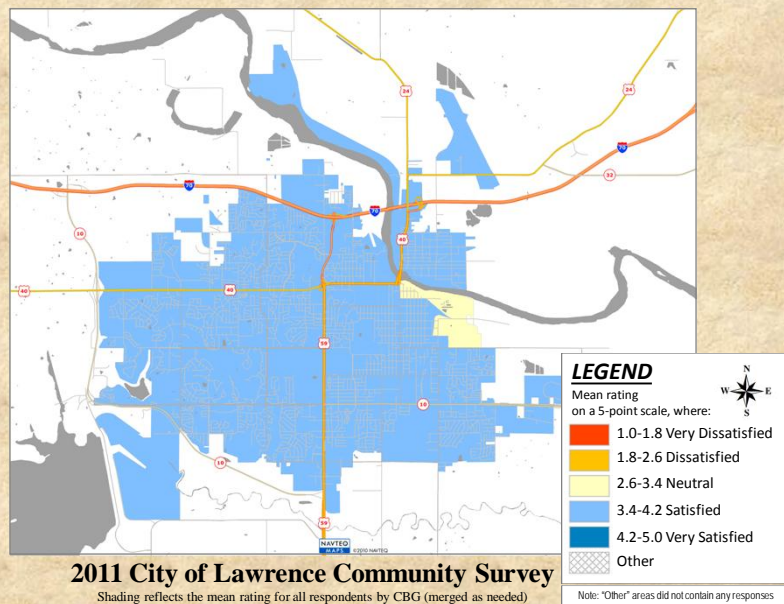 24
24
70
70
32
10
70
40
40
40
59
10
10
59
NAVTEQ
MAPS ©2010 NAVTEQ
LEGEND
N
W E
S
Mean rating
on a 5-point scale, where:
1.0-1.8 Very Dissatisfied
1.8-2.6 Dissatisfied
2.6-3.4 Neutral
3.4-4.2 Satisfied
4.2-5.0 Very Satisfied
Other
2011 City of Lawrence Community Survey
Shading reflects the mean rating for all respondents by CBG (merged as needed)
Note: "Other" areas did not contain any responses